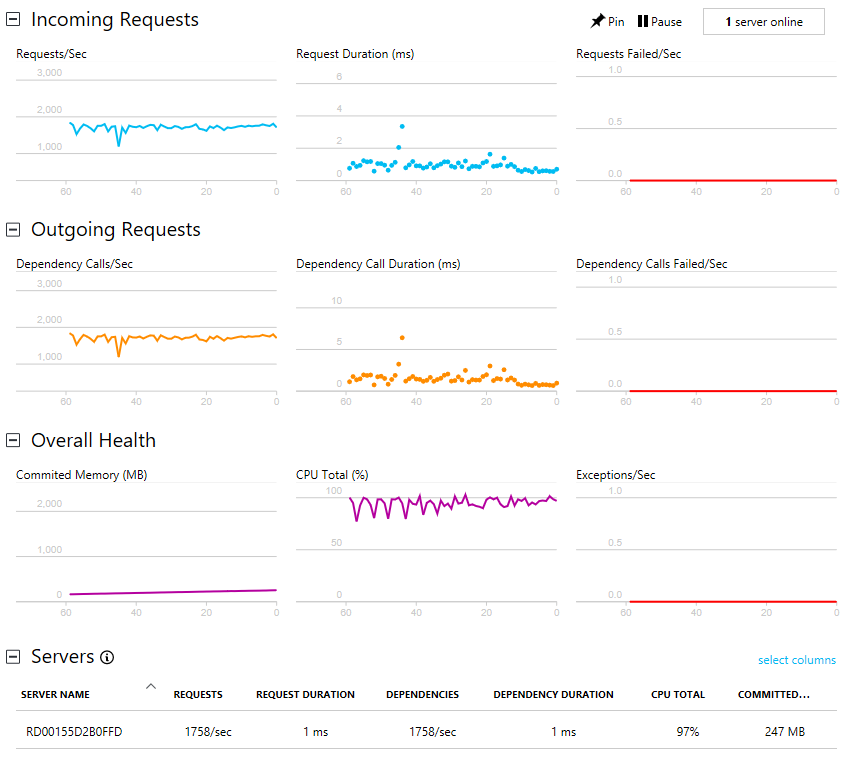 Incoming Requests
Pin Pause 1 server online
Requests/Sec Request Duration (ms) Requests Failed/Sec
3,000 6 1.0
2,000 4 0.5
1,000 2 0.0
0
60 40 20 0 60 40 20 0 60 40 20 0
Outgoing Requests
Dependency Calls/Sec Dependency Call Duration (ms) Dependency Calls Failed/Sec
3,000 10 1.0
2,000 5 0.5
1,000 0 0.0
60 40 20 0 60 40 20 0 60 40 20 0
Overall Health
Commited Memory (MB) CPU Total (%) Exceptions/Sec
2,000 100 1.0
1,000 50 0.5
0 0 0.0
60 40 20 0 60 40 20 0 60 40 20 0
Servers
select columns
SERVER NAME REQUESTS REQUEST DURATION DEPENDENCIES DEPENDENCY DURATION CPU TOTAL COMMITTED...
RD00155D2B0FFD 1758/sec 1 ms 1758/sec 1 ms 97% 247 MB